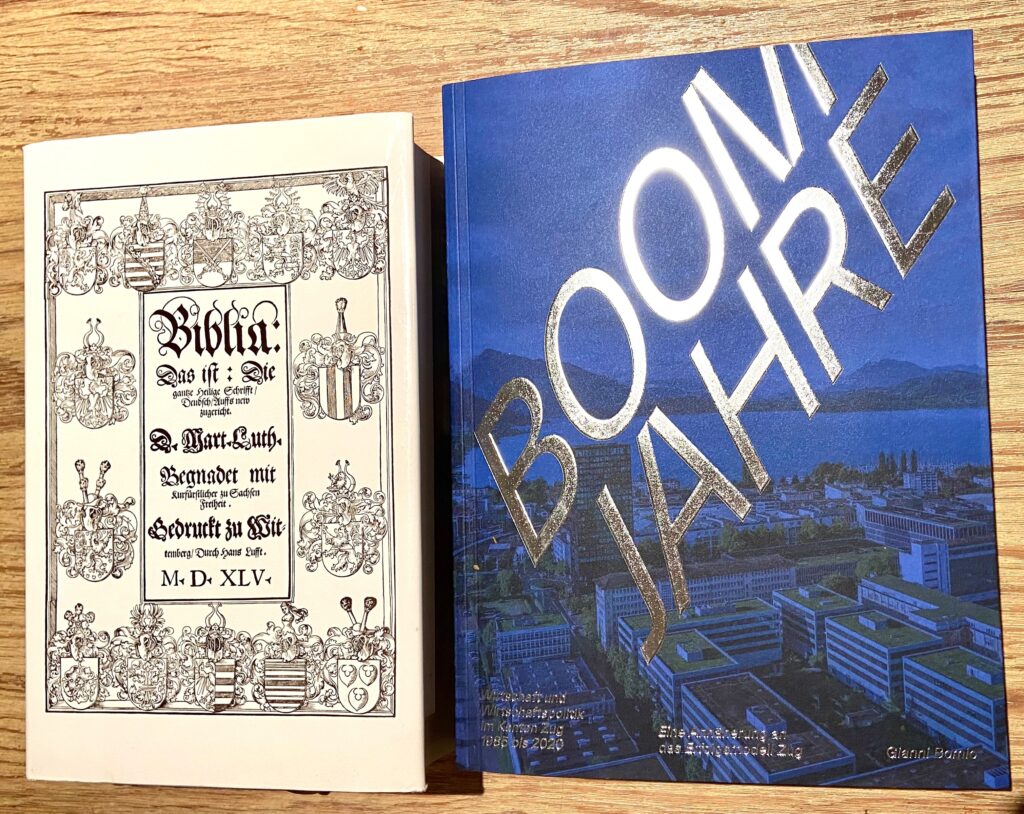 Biblia:
Das ist: Die
gantze Heilige Schrifft/
Deudsch/Auffs new
zugericht.
D. Mart. Luth.
Begnadet mit
Kurfürstlicher zu Sachsen
Freiheit.
Gedruckt zu Wit-
temberg/Durch Hans Lufft.
M. D. XLV.
BOOM
JAHRE
Wirtschaft und
Wirtschaftspolitik
im Kanton Zug
1985 bis 2020
Eine Annäherung an
das Erfolgsmodell Zug
Gianni Bomio